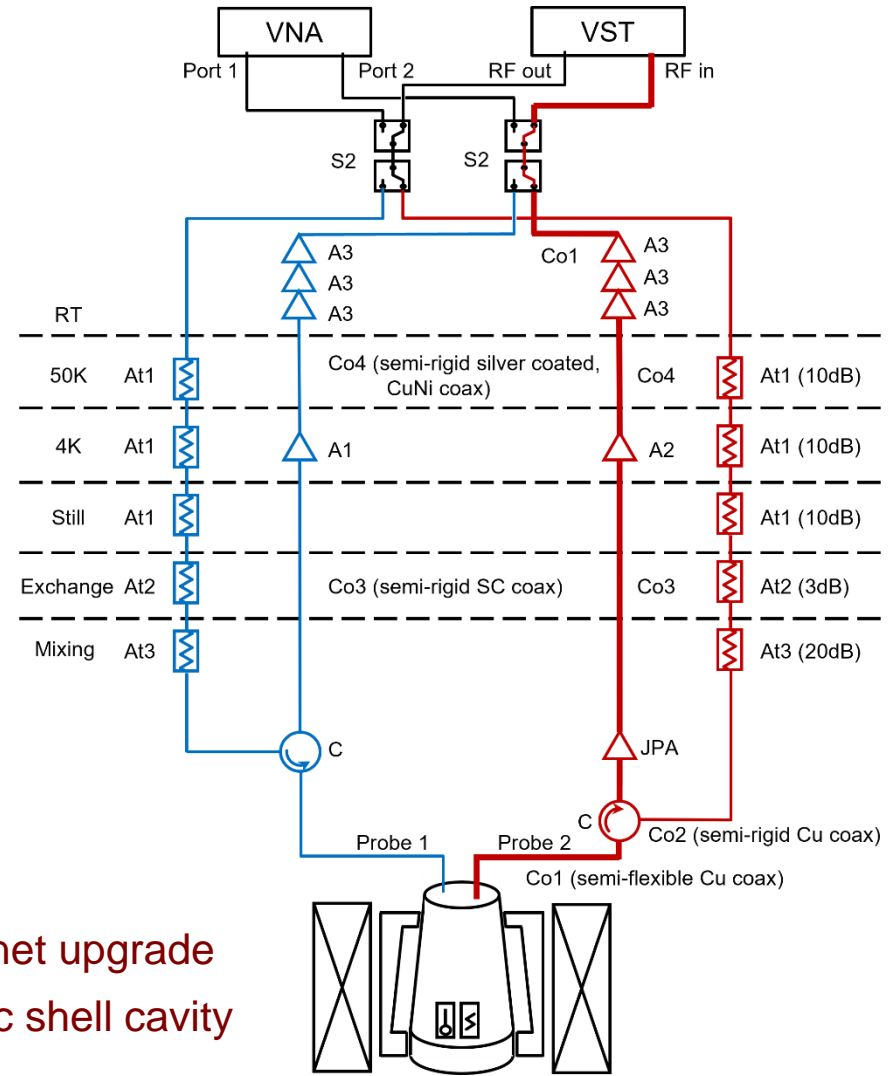 VNA
VST
Port 1
Port 2
RF out
RF in
S2
S2
A3
A3
A3
Co1
A3
A3
A3
RT
50K
At1
Co4 (semi-rigid silver coated,
CuNi coax)
Co4
At1 (10dB)
4K
At1
A1
A2
At1 (10dB)
Still
At1
At1 (10dB)
Exchange
At2
Co3 (semi-rigid SC coax)
Co3
At2 (3dB)
Mixing
At3
At3 (20dB)
C
JPA
C
Co2 (semi-rigid Cu coax)
Probe 1
Probe 2
Co1 (semi-flexible Cu coax)
net upgrade
c shell cavity